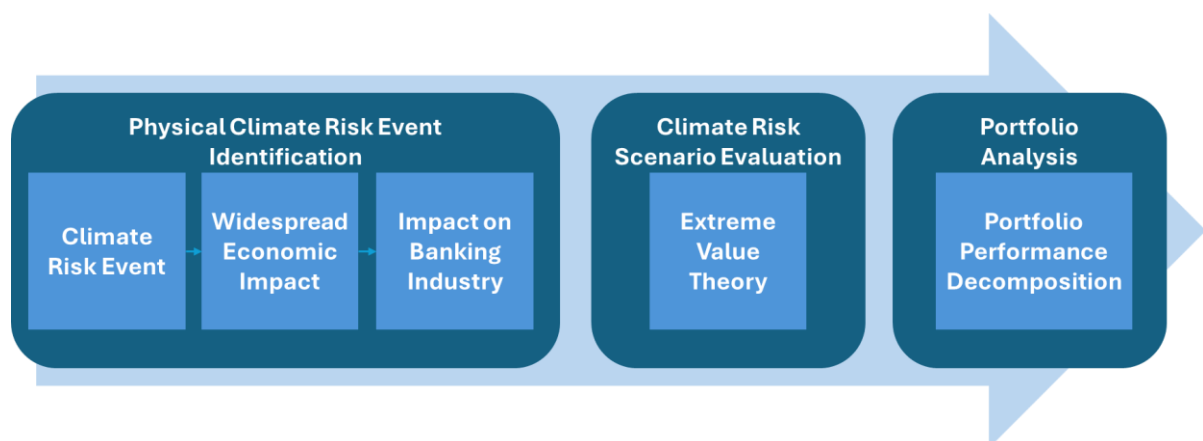 Physical Climate Risk Event
Identification
Climate
Risk Event
Widespread
Economic
Impact
Impact on
Banking
Industry
Climate Risk
Scenario Evaluation
Extreme
Value
Theory
Portfolio
Analysis
Portfolio
Performance
Decomposition